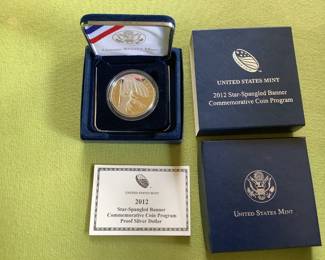 UNITED STATES MINT
2012 Star-Spangled Banner
Commemorative Coin Program
2012
Star-Spangled Banner
Commemorative Coin Program
Proof Silver Dollar
UNITED STATES MINT